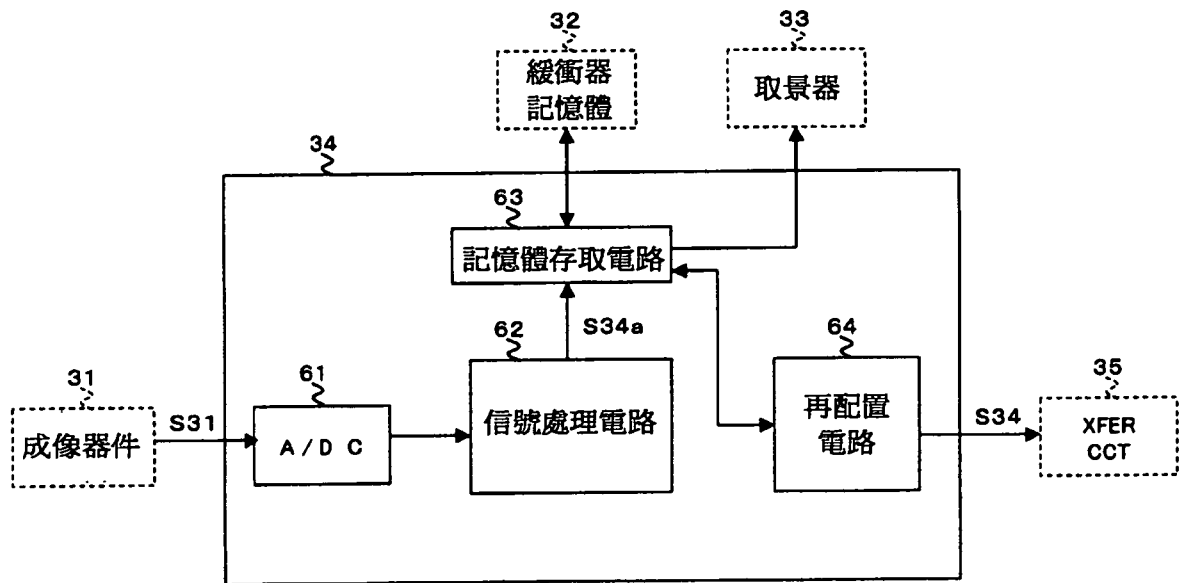 32
緩衝器
記憶體
33
取景器
34
63
記憶體存取電路
62
S34a
信號處理電路
64
再配置
電路
31
成像器件
S31
61
A/D C
S34
35
XFER
CCT